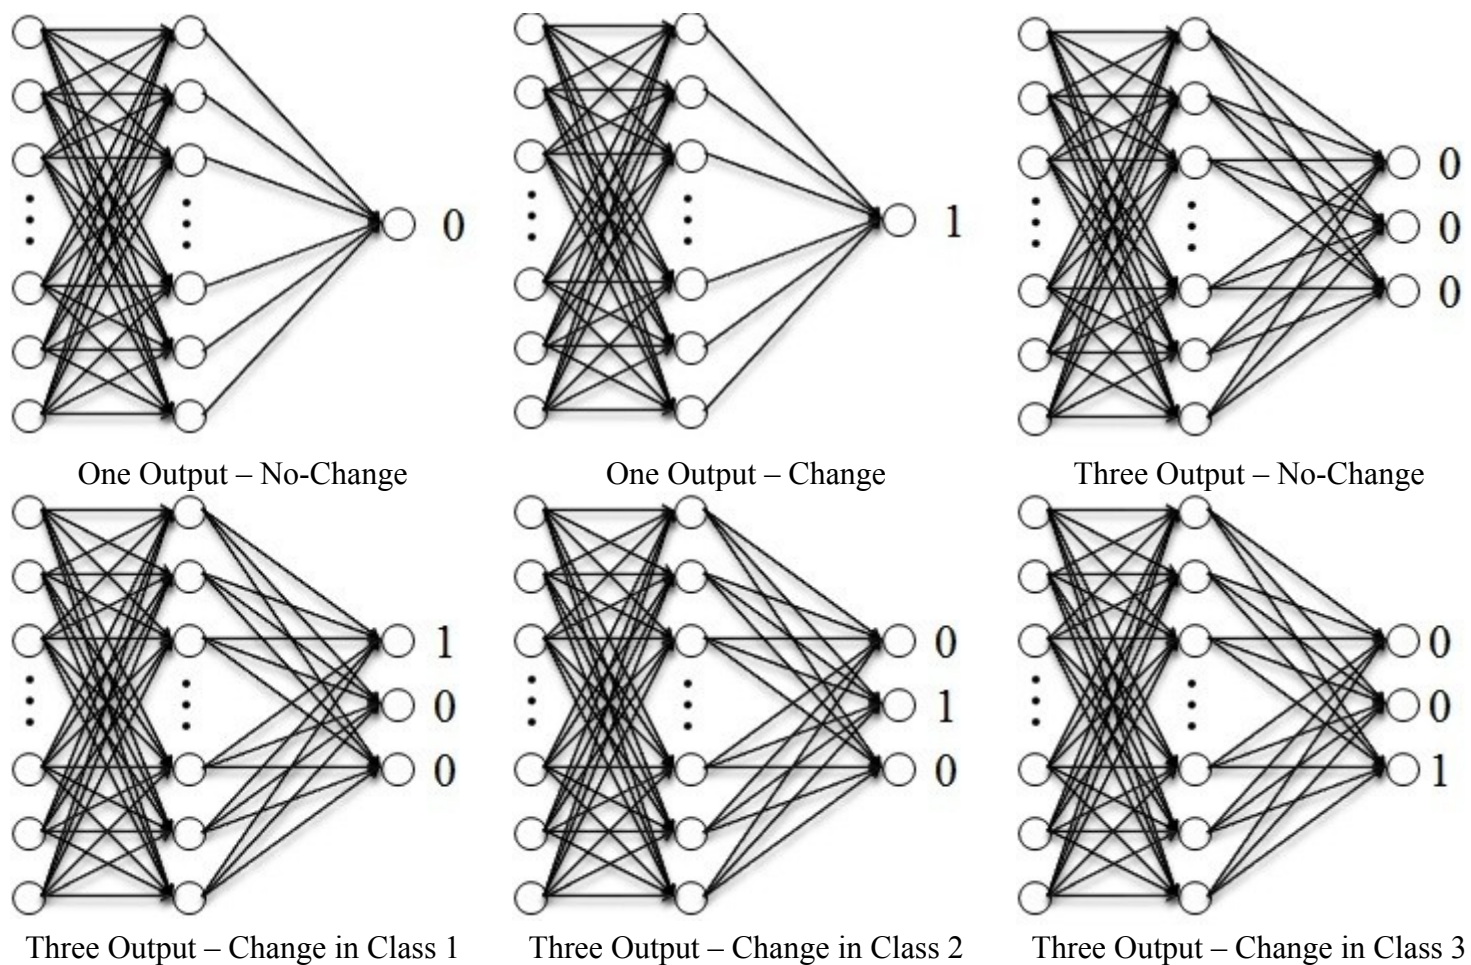 0
1
0
0
0
One Output – No-Change
One Output – Change
Three Output – No-Change
1
0
0
0
1
0
0
0
1
Three Output – Change in Class 1
Three Output – Change in Class 2
Three Output – Change in Class 3